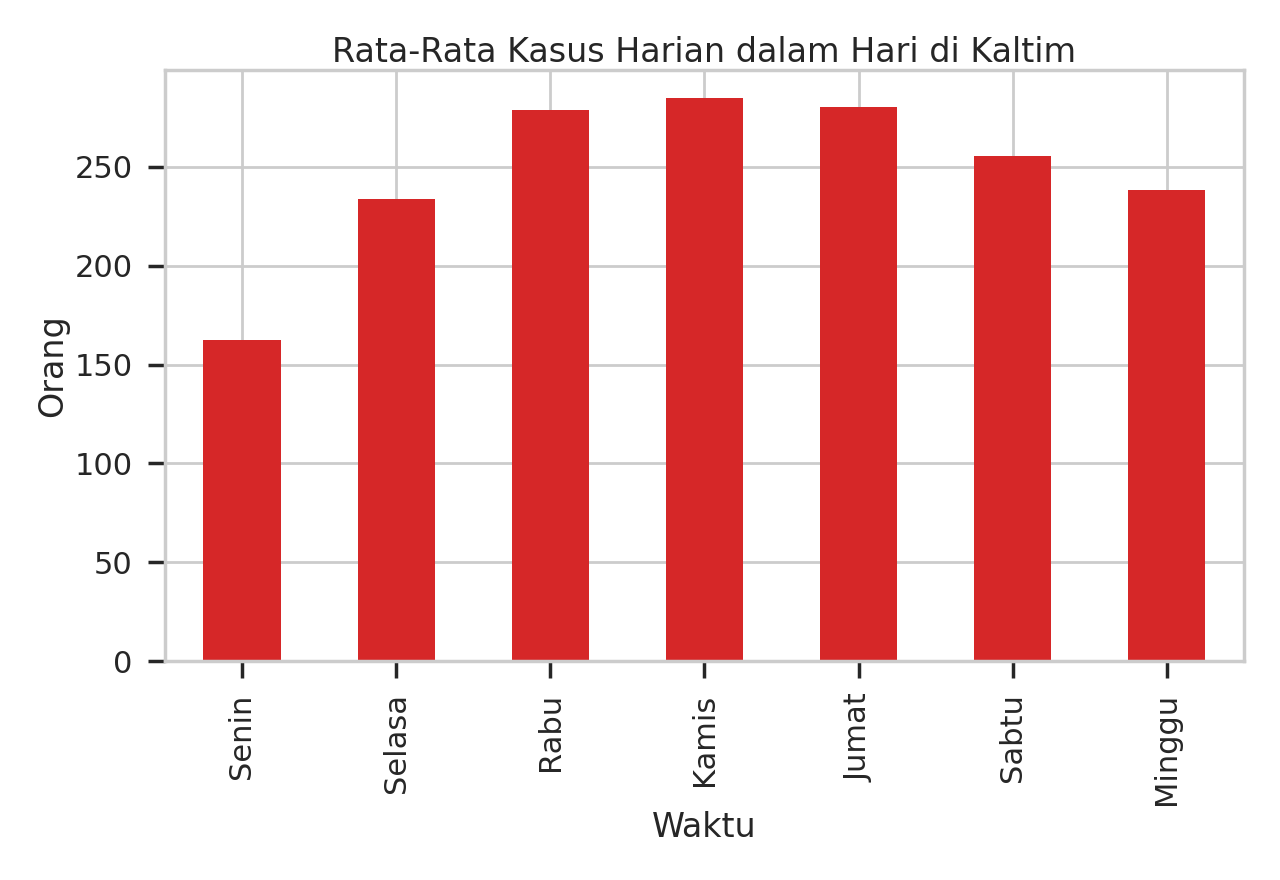 Rata-Rata Kasus Harian dalam Hari di Kaltim
Orang
250
200
150
100
50
0
Senin
Selasa
Rabu
Kamis
Jumat
Sabtu
Minggu
Waktu